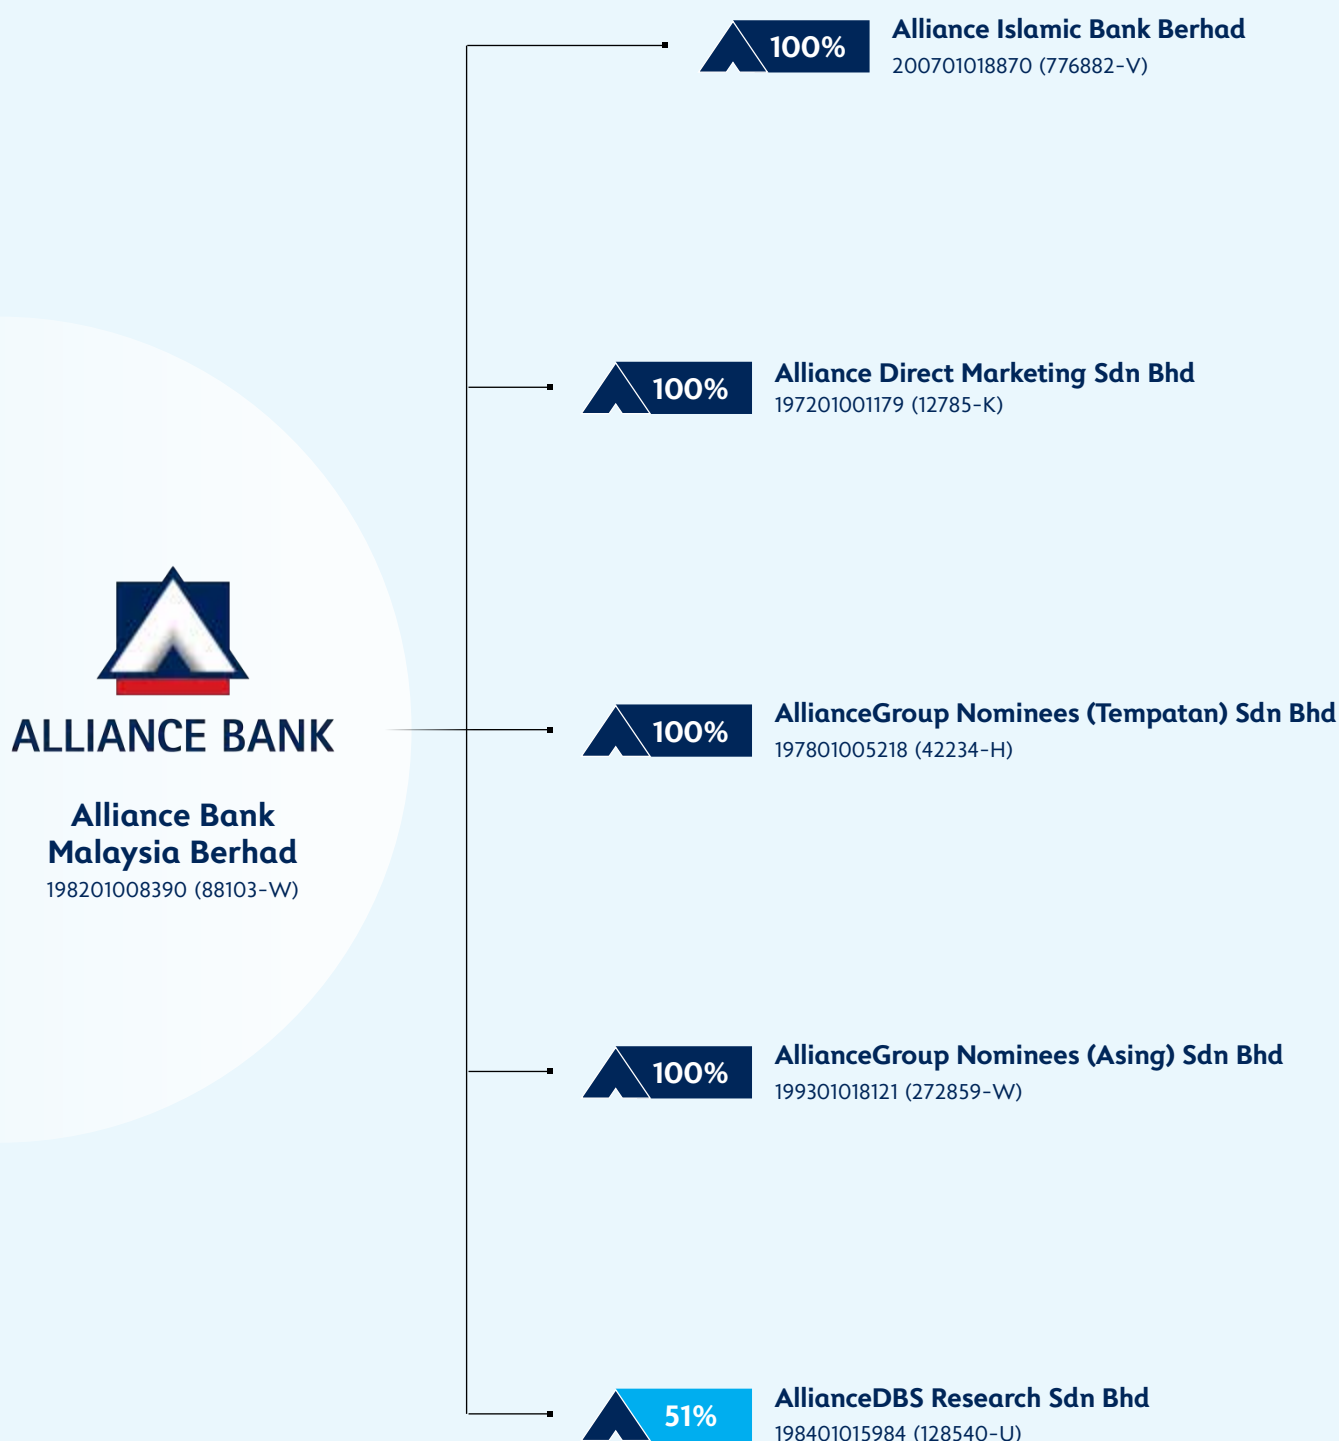 100%
Alliance Islamic Bank Berhad
200701018870 (776882-V)
100%
Alliance Direct Marketing Sdn Bhd
197201001179 (12785-K)
ALLIANCE BANK
Alliance Bank
Malaysia Berhad
198201008390 (88103-W)
100%
AllianceGroup Nominees (Tempatan) Sdn Bhd
197801005218 (42234-H)
100%
AllianceGroup Nominees (Asing) Sdn Bhd
199301018121 (272859-W)
51%
AllianceDBS Research Sdn Bhd
198401015984 (128540-U)